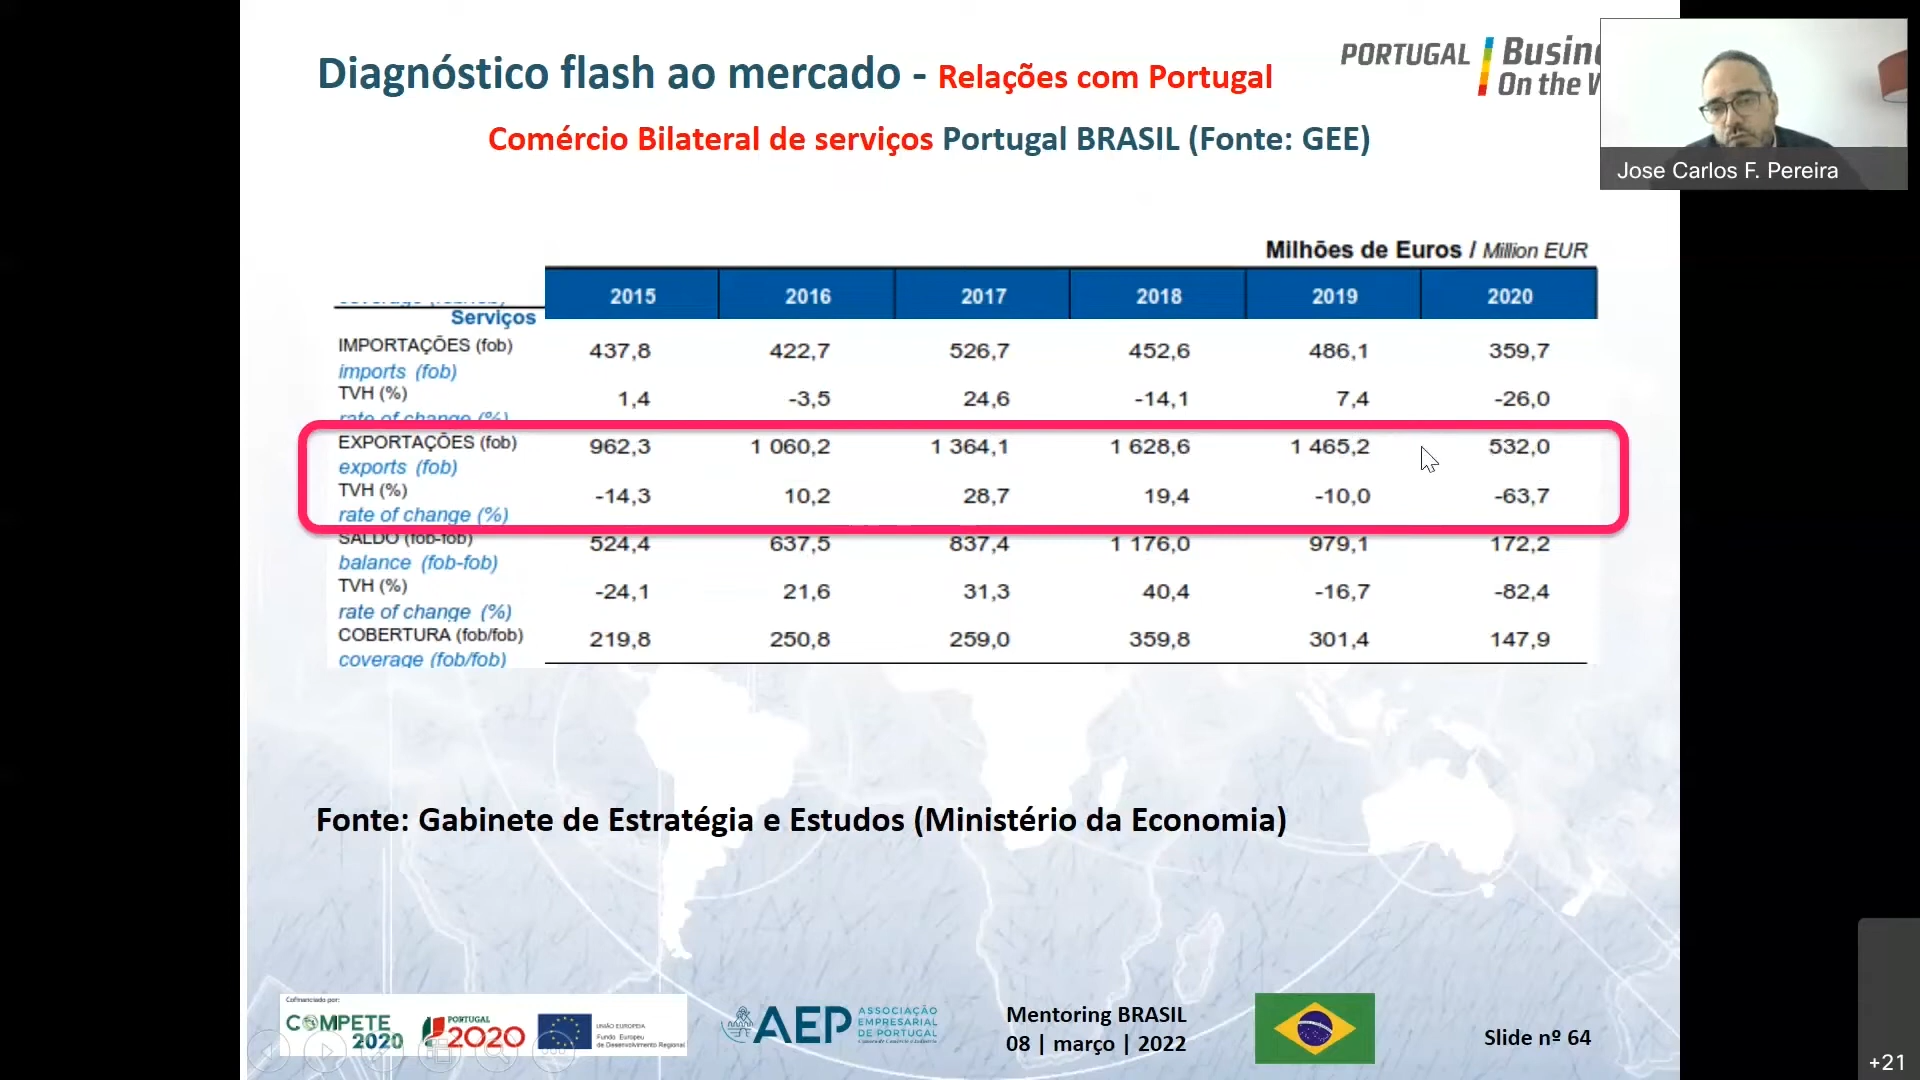 Diagnóstico flash ao mercado - Relações com Portugal
PORTUGAL Busine
On the W
Comércio Bilateral de serviços Portugal BRASIL (Fonte: GEE)
Jose Carlos F. Pereira
Milhões de Euros / Million EUR
2015 2016 2017 2018 2019 2020
Serviços
IMPORTAÇÕES (fob) 437,8 422,7 526,7 452,6 486,1 359,7
imports (fob)
TVH (%) 1,4 -3,5 24,6 -14,1 7,4 -26,0
rate of change (%)
EXPORTAÇÕES (fob) 962,3 1 060,2 1 364,1 1 628,6 1 465,2 532,0
exports (fob)
TVH (%) -14,3 10,2 28,7 19,4 -10,0 -63,7
rate of change (%)
SALDO (fob-fob) 524,4 637,5 837,4 1 176,0 979,1 172,2
balance (fob-fob)
TVH (%) -24,1 21,6 31,3 40,4 -16,7 -82,4
rate of change (%)
COBERTURA (fob/fob) 219,8 250,8 259,0 359,8 301,4 147,9
coverage (fob/fob)
Fonte: Gabinete de Estratégia e Estudos (Ministério da Economia)
Cofinanciado por:
COMPETE
2020
PORTUGAL
2020
UNIÃO EUROPEIA
Fundo Europeu
de Desenvolvimento Regional
AEP
ASSOCIAÇÃO
EMPRESARIAL
DE PORTUGAL
Mentoring BRASIL
08 | março | 2022
Slide nº 64
+21